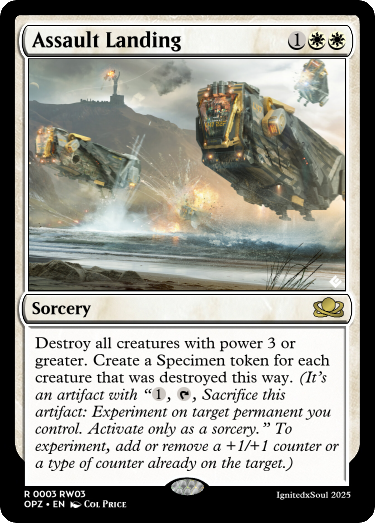 Assault Landing 1
Sorcery
Destroy all creatures with power 3 or
greater. Create a Specimen token for each
creature that was destroyed this way. (It's
an artifact with “1, , Sacrifice this
artifact: Experiment on target permanent you
control. Activate only as a sorcery.” To
experiment, add or remove a +1/+1 counter or
a type of counter already on the target.)
R 0003 RW03
OPZ • EN Col Price
IgnitedxSoul 2025